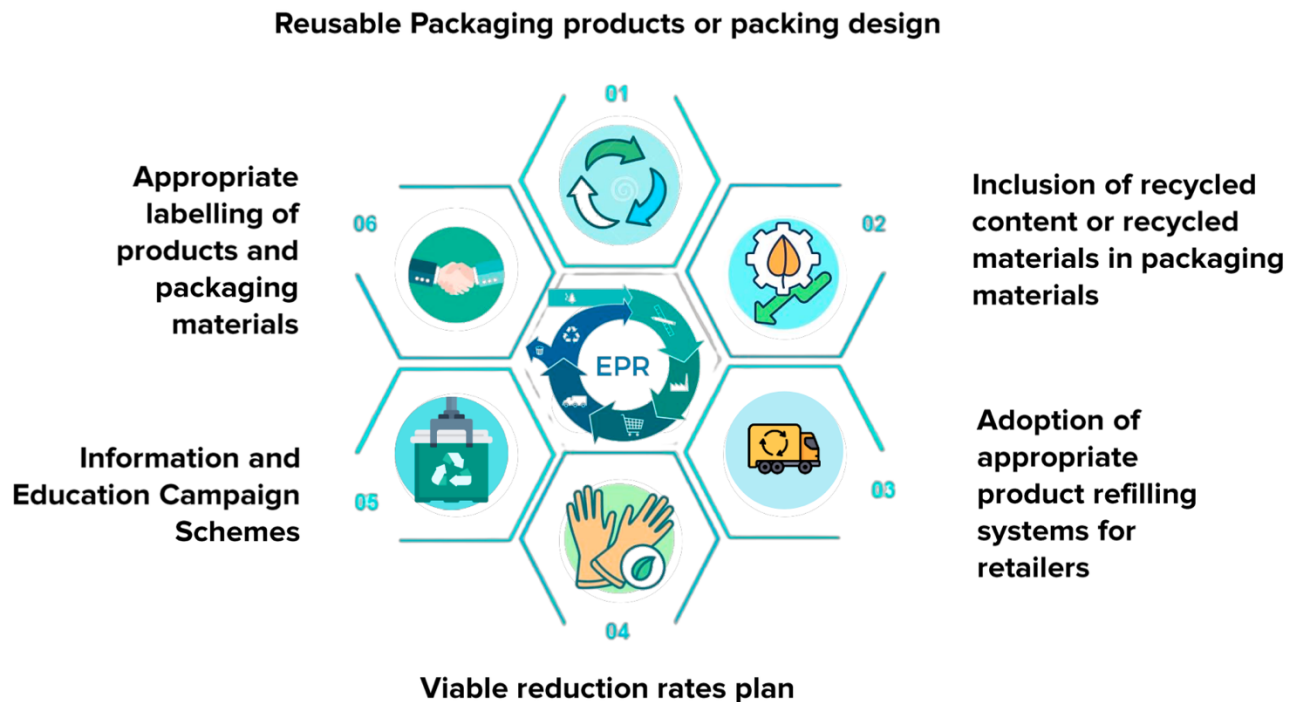 Reusable Packaging products or packing design
01
Appropriate
labelling of
products and
packaging
materials
06
02
Inclusion of recycled
content or recycled
materials in packaging
materials
EPR
Information and
Education Campaign
Schemes
05
03
Adoption of
appropriate
product refilling
systems for
retailers
04
Viable reduction rates plan